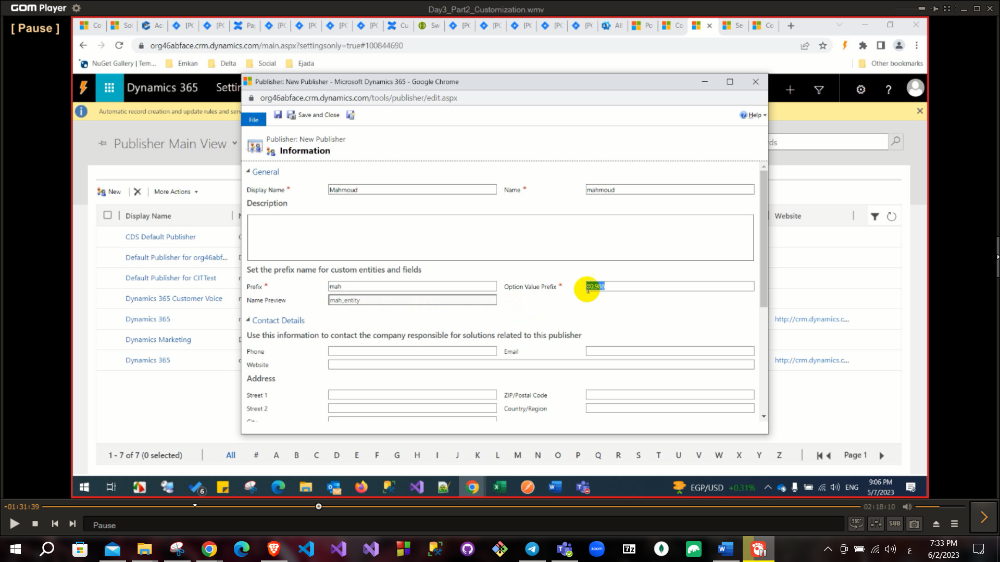 GOM Player
Day3_Part2_Customization.wmv
[ Pause ]
Co
Sol
Ac
[PC
[PC
Pa
[PC
[PC
[PC
[PC
Cu
Sw
[PC
[PC
[PC
[PC
[PC
All
Po
Co
Se
Co
org46abface.crm.dynamics.com/main.aspx?settingsonly=true#100844690
NuGet Gallery | Tem...
Emkan
Delta
Social
Ejada
Other bookmarks
Dynamics 365
Settin
Publisher: New Publisher - Microsoft Dynamics 365 - Google Chrome
org46abface.crm.dynamics.com/tools/publisher/edit.aspx
Automatic record creation and update rules and serv
File
Save and Close
Help
Publisher: New Publisher
Information
Publisher Main View
rds
General
Display Name *
Mahmoud
Name *
mahmoud
New
More Actions
Description
Display Name
N
Website
CDS Default Publisher
Default Publisher for org46abf...
Default Publisher for CITTest
Dynamics 365 Customer Voice
Dynamics 365
http://crm.dynamics.c...
Dynamics Marketing
Dynamics 365
http://crm.dynamics.c...
Set the prefix name for custom entities and fields
Prefix *
mah
Option Value Prefix *
80,988
Name Preview
mah_entity
Contact Details
Use this information to contact the company responsible for solutions related to this publisher
Phone
Email
Website
Address
Street 1
ZIP/Postal Code
Street 2
Country/Region
1 - 7 of 7 (0 selected)
All # A B C D E F G H I J K L M N O P Q R S T U V W X Y Z
Page 1
6
EGP/USD +0.31%
ENG
9:06 PM
5/7/2023
-01:31:39
02:18:10
Pause
360°
SUB
zoom
7z
ع
7:33 PM
6/2/2023